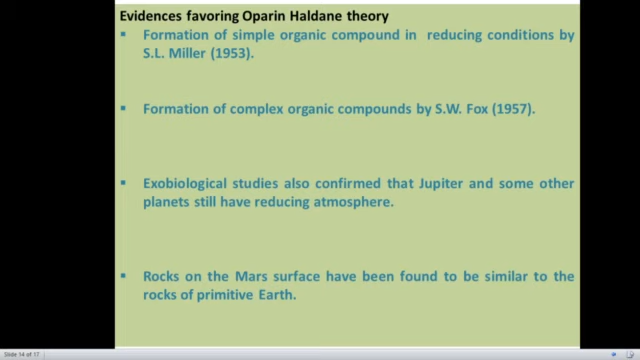 Evidences favoring Oparin Haldane theory
▪ Formation of simple organic compound in reducing conditions by
S.L. Miller (1953).
▪ Formation of complex organic compounds by S.W. Fox (1957).
▪ Exobiological studies also confirmed that Jupiter and some other
planets still have reducing atmosphere.
▪ Rocks on the Mars surface have been found to be similar to the
rocks of primitive Earth.
Slide 14 of 17